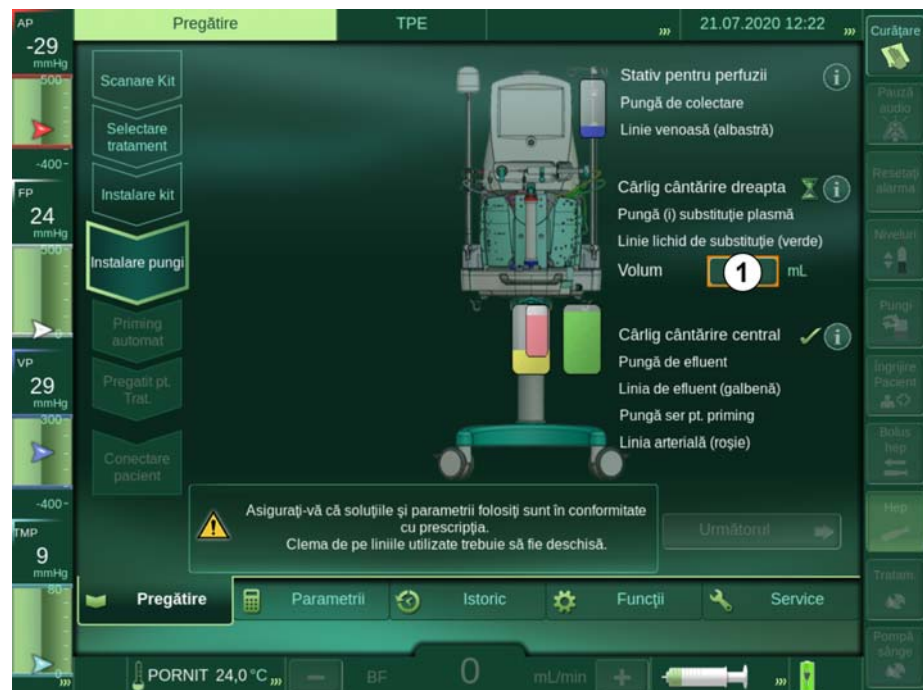 Pregătire TPE 21.07.2020 12:22
AP
-29
mmHg
500
-400
FP
24
mmHg
500
0
VP
29
mmHg
300
-400
TMP
9
mmHg
80
0
Scanare Kit
Selectare
tratament
Instalare kit
Instalare pungi
Priming
automat
Pregatit pt.
Trat.
Conectare
pacient
Stativ pentru perfuzii
Pungă de colectare
Linie venoasă (albastră)
Cârlig cântărire dreapta
Pungă (i) substituție plasmă
Linie lichid de substituție (verde)
Volum 1 mL
Cârlig cântărire central
Pungă de efluent
Linia de efluent (galbenă)
Pungă ser pt. priming
Linia arterială (roșie)
Asigurați-vă că soluțiile și parametrii folosiți sunt în conformitate
cu prescripția.
Clema de pe liniile utilizate trebuie să fie deschisă.
Următorul
Pregătire Parametrii Istoric Funcții Service
PORNIT 24,0 °C BF 0 mL/min
Curățare
Pauză
audio
Resetați
alarma
Niveluri
Pungi
Îngrijire
Pacient
Bolus
hep
Hep
Tratam.
Pompă
sânge